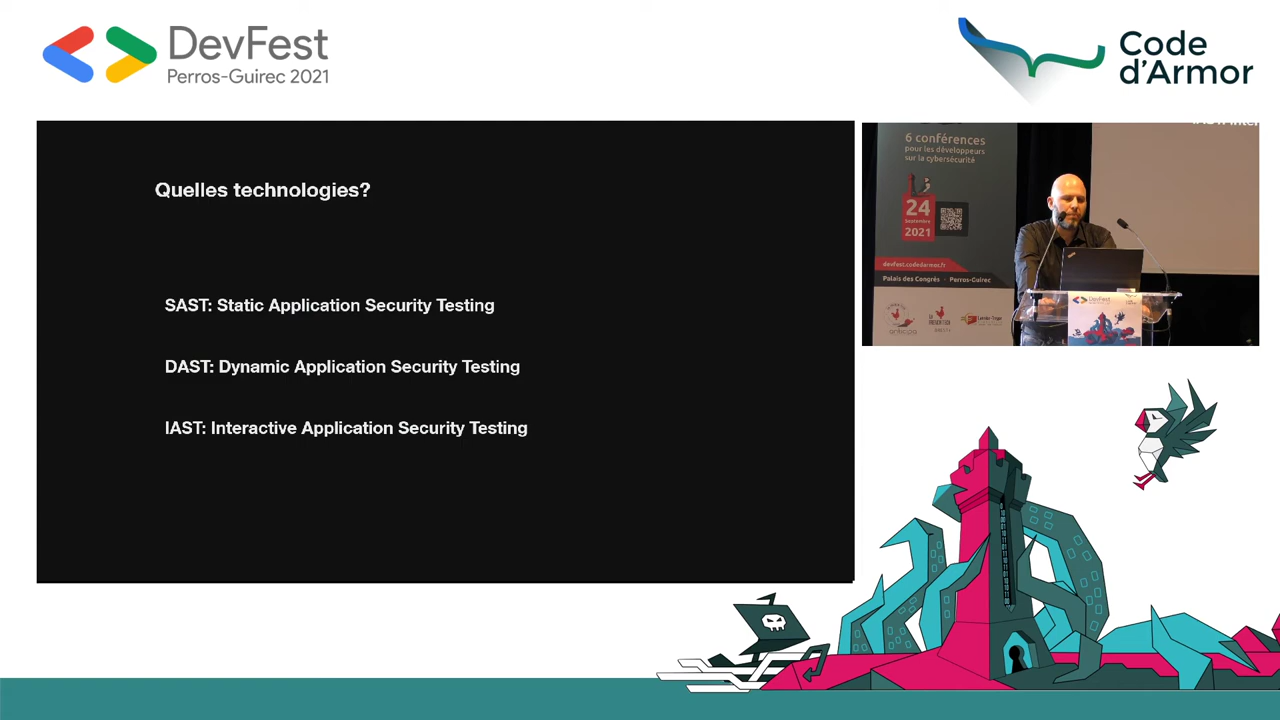 DevFest
Perros-Guirec 2021
Code
d'Armor
Quelles technologies?
SAST: Static Application Security Testing
DAST: Dynamic Application Security Testing
IAST: Interactive Application Security Testing
6 conférences
pour les développeurs
sur la cybersécurité
24
septembre
2021
devfest.codedarmor.fr
Palais des Congrès - Perros-Guirec
DevFest